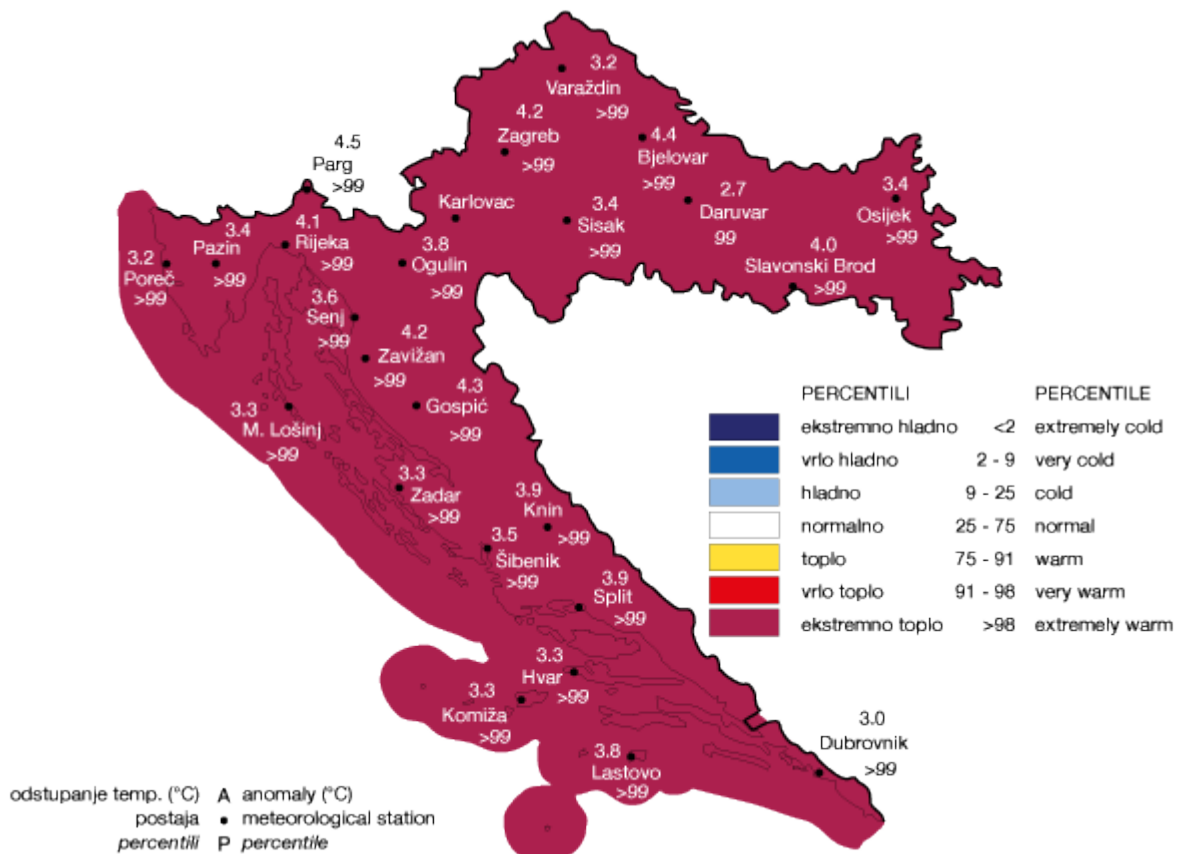 3.2
Varaždin
>99
4.2
Zagreb
>99
4.4
Bjelovar
>99
4.5
Parg
>99
2.7
Daruvar
99
3.4
Osijek
>99
Karlovac
3.4
Sisak
>99
4.0
Slavonski Brod
>99
3.2
Poreč
>99
3.4
Pazin
>99
4.1
Rijeka
>99
3.8
Ogulin
>99
3.6
Senj
>99
4.2
Zavižan
>99
4.3
Gospić
>99
3.3
M. Lošinj
>99
3.3
Zadar
>99
3.9
Knin
>99
3.5
Šibenik
>99
3.9
Split
>99
3.3
Hvar
>99
3.3
Komiža
>99
3.8
Lastovo
>99
3.0
Dubrovnik
>99
PERCENTILI PERCENTILE
ekstremno hladno <2 extremely cold
vrlo hladno 2 - 9 very cold
hladno 9 - 25 cold
normalno 25 - 75 normal
toplo 75 - 91 warm
vrlo toplo 91 - 98 very warm
ekstremno toplo >98 extremely warm
odstupanje temp. (°C) A anomaly (°C)
postaja • meteorological station
percentili P percentile